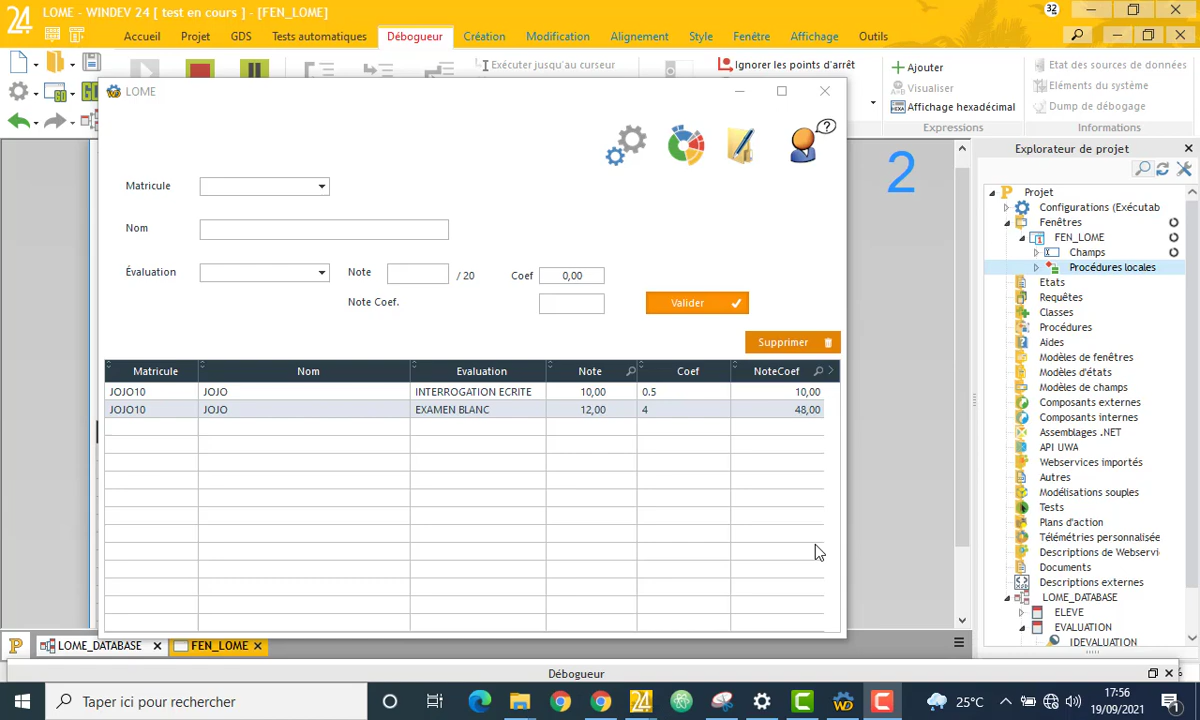 24
LOME - WINDEV 24 [ test en cours ] - [FEN_LOME]
32
Accueil Projet GDS Tests automatiques Débogueur Création Modification Alignement Style Fenêtre Affichage Outils
Exécuter jusqu'au curseur
Ignorer les points d'arrêt
Ajouter
Etat des sources de données
Visualiser
Eléments du système
GO
Affichage hexadécimal
Dump de débogage
Expressions
Informations
LOME
2
Matricule
Nom
Évaluation
Note
/ 20
Coef
0,00
Note Coef.
Valider
Supprimer
Matricule Nom Evaluation Note Coef NoteCoef
JOJO10 JOJO INTERROGATION ECRITE 10,00 0.5 10,00
JOJO10 JOJO EXAMEN BLANC 12,00 4 48,00
Explorateur de projet
Projet
Configurations (Exécutab
Fenêtres
FEN_LOME
Champs
Procédures locales
Etats
Requêtes
Classes
Procédures
Aides
Modèles de fenêtres
Modèles d'états
Modèles de champs
Composants externes
Composants internes
Assemblages .NET
API UWA
Webservices importés
Autres
Modélisations souples
Tests
Plans d'action
Télémétries personnalisée
Descriptions de Webservi
Documents
Descriptions externes
LOME_DATABASE
ELEVE
EVALUATION
IDEVALUATION
LOME_DATABASE
FEN_LOME
Débogueur
Taper ici pour rechercher
24
WD
25°C
17:56
19/09/2021
1